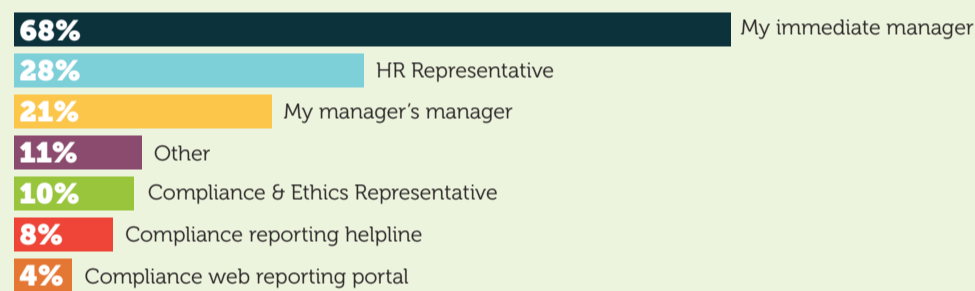 68% My immediate manager
28% HR Representative
21% My manager’s manager
11% Other
10% Compliance & Ethics Representative
8% Compliance reporting helpline
4% Compliance web reporting portal